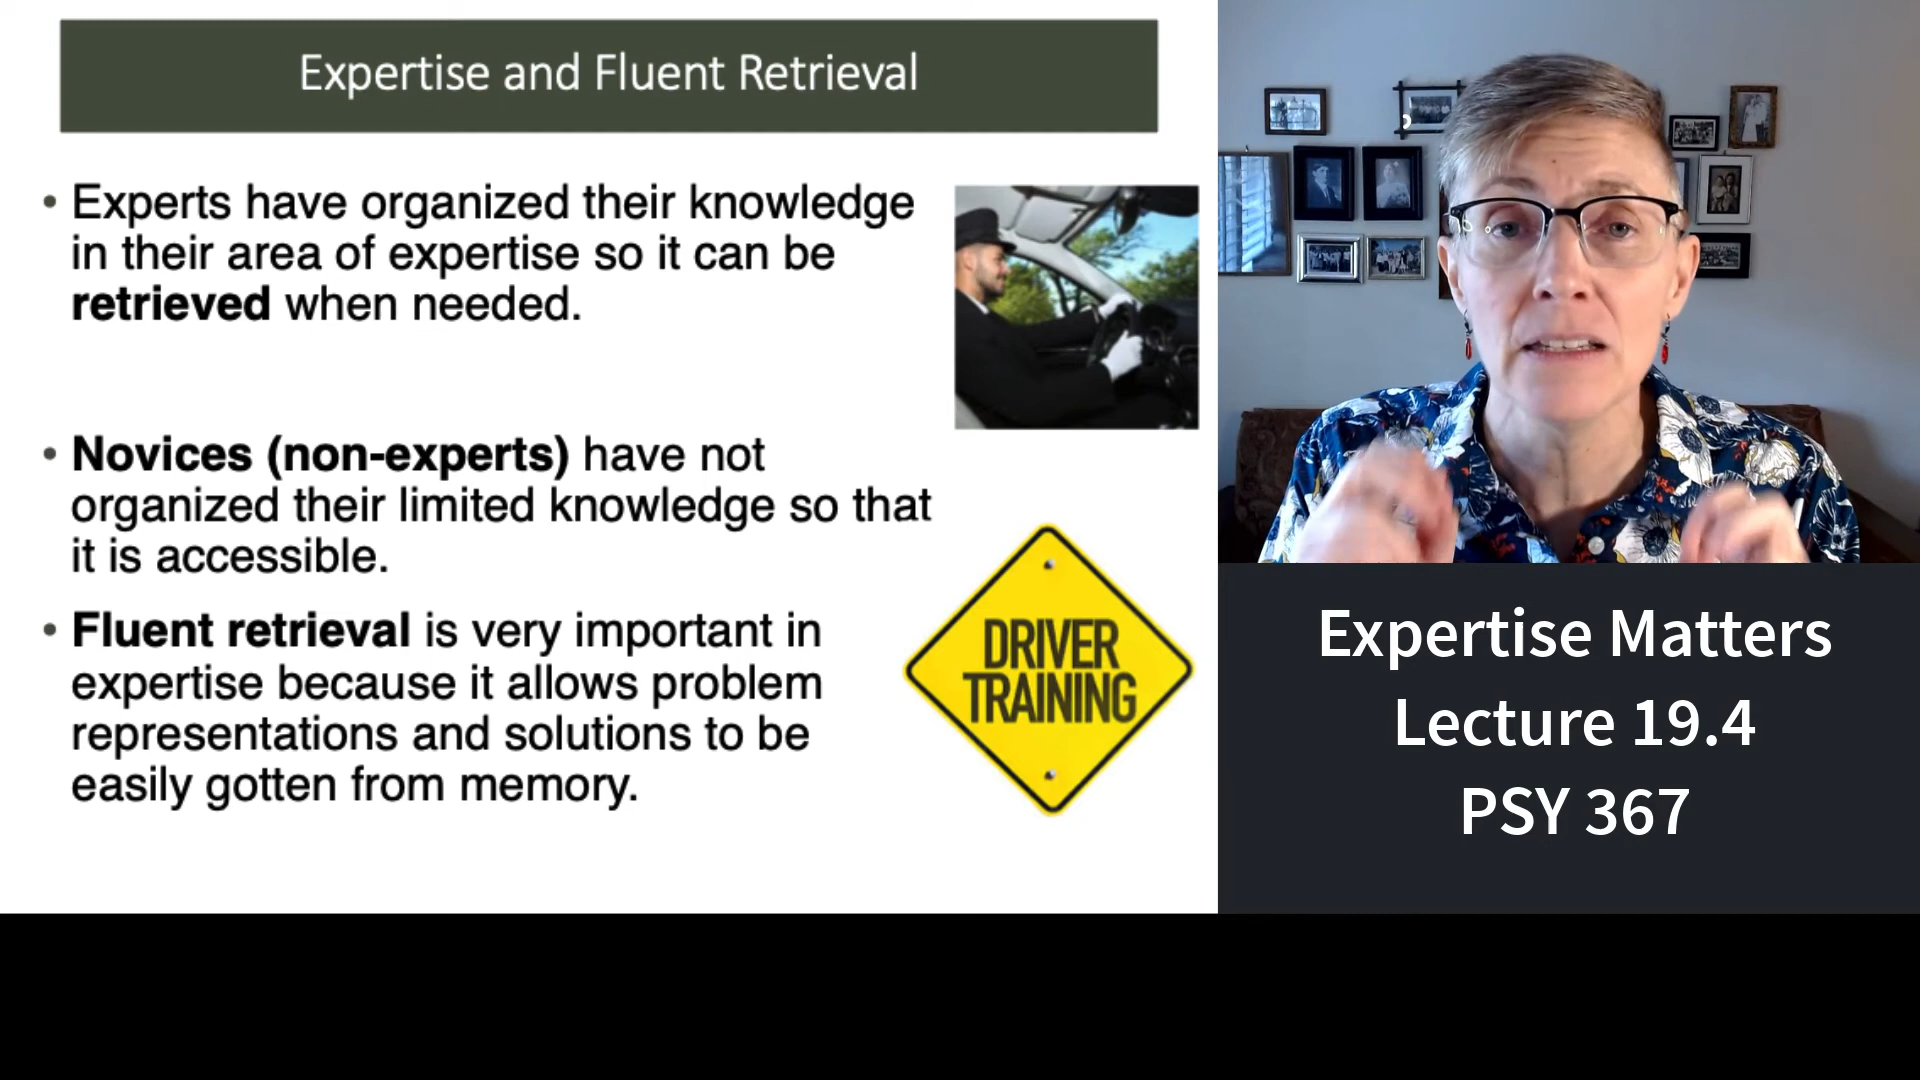 Expertise and Fluent Retrieval
• Experts have organized their knowledge
in their area of expertise so it can be
retrieved when needed.
• Novices (non-experts) have not
organized their limited knowledge so that
it is accessible.
• Fluent retrieval is very important in
expertise because it allows problem
representations and solutions to be
easily gotten from memory.
DRIVER
TRAINING
Expertise Matters
Lecture 19.4
PSY 367